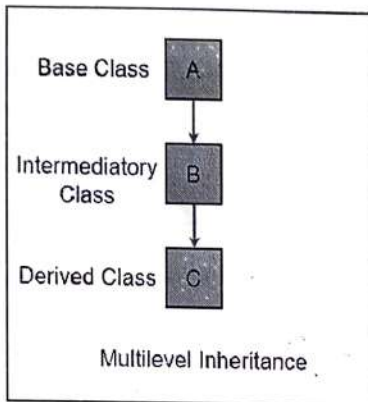 Base Class A
Intermediatory
Class
B
Derived Class C
Multilevel Inheritance